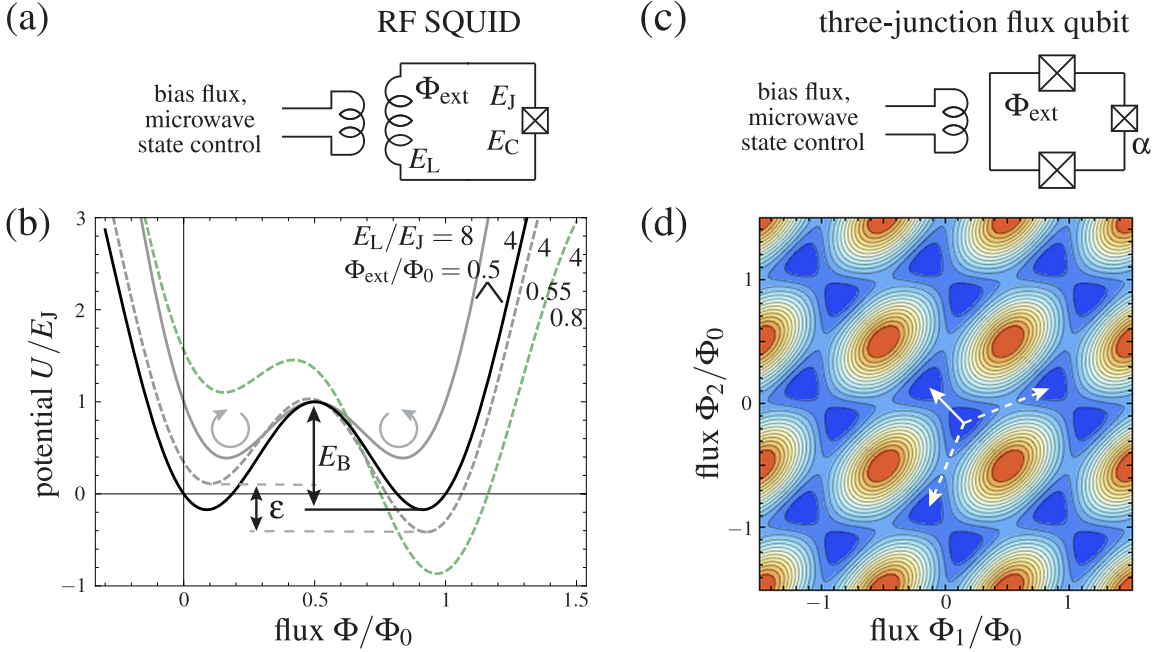 (a)
RF SQUID
bias flux,
microwave
state control
Φext
EJ
EC
EL
(c)
three-junction flux qubit
bias flux,
microwave
state control
Φext
α
(b)
EL/EJ = 8 4 4 4
Φext/Φ0 = 0.5 0.55 0.8
EB
ε
3
2
1
0
−1
potential U/EJ
0 0.5 1 1.5
flux Φ/Φ0
(d)
1
0
−1
flux Φ2/Φ0
−1 0 1
flux Φ1/Φ0